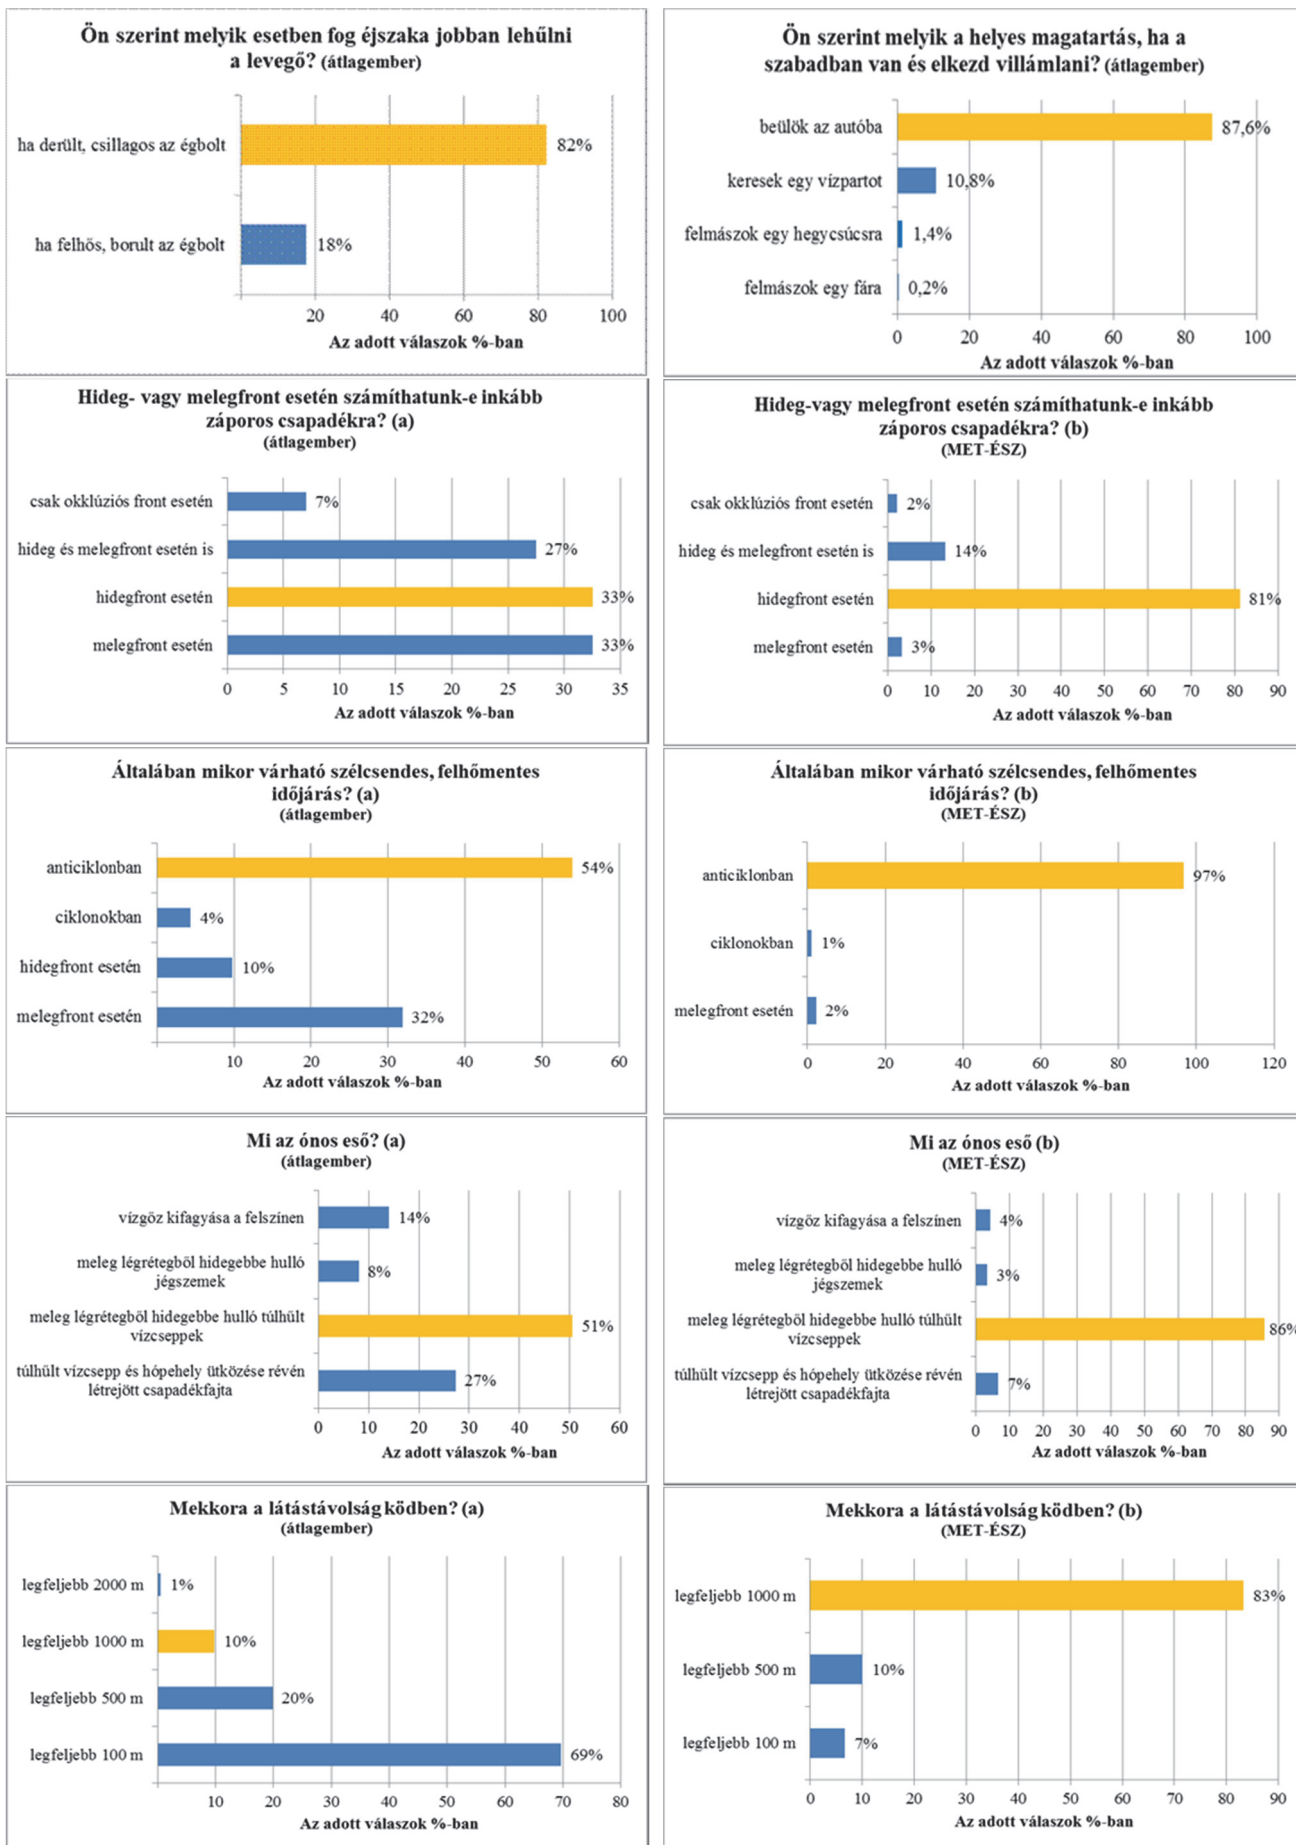 Ön szerint melyik esetben fog éjszaka jobban lehűlni
a levegő? (átlagember)
ha derült, csillagos az égbolt
82%
ha felhős, borult az égbolt
18%
20 40 60 80 100
Az adott válaszok %-ban
Ön szerint melyik a helyes magatartás, ha a
szabadban van és elkezd villámlani? (átlagember)
beülök az autóba
87,6%
keresek egy vízpartot
10,8%
felmászok egy hegycsúcsra
1,4%
felmászok egy fára
0,2%
0 20 40 60 80 100
Az adott válaszok %-ban
Hideg- vagy melegfront esetén számíthatunk-e inkább
záporos csapadékra? (a)
(átlagember)
csak okklúziós front esetén
7%
hideg és melegfront esetén is
27%
hidegfront esetén
33%
melegfront esetén
33%
0 5 10 15 20 25 30 35
Az adott válaszok %-ban
Hideg-vagy melegfront esetén számíthatunk-e inkább
záporos csapadékra? (b)
(MET-ÉSZ)
csak okklúziós front esetén
2%
hideg és melegfront esetén is
14%
hidegfront esetén
81%
melegfront esetén
3%
0 10 20 30 40 50 60 70 80 90
Az adott válaszok %-ban
Általában mikor várható szélcsendes, felhőmentes
időjárás? (a)
(átlagember)
anticiklonban
54%
ciklonokban
4%
hidegfront esetén
10%
melegfront esetén
32%
10 20 30 40 50 60
Az adott válaszok %-ban
Általában mikor várható szélcsendes, felhőmentes
időjárás? (b)
(MET-ÉSZ)
anticiklonban
97%
ciklonokban
1%
melegfront esetén
2%
0 20 40 60 80 100 120
Az adott válaszok %-ban
Mi az ónos eső? (a)
(átlagember)
vízgöz kifagyása a felszínen
14%
meleg légrétegből hidegebbe hulló
jégszemek
8%
meleg légrétegből hidegebbe hulló túlhült
vízcseppek
51%
túlhült vízcsepp és hópehely ütközése révén
létrejött csapadékfajta
27%
0 10 20 30 40 50 60
Az adott válaszok %-ban
Mi az ónos eső (b)
(MET-ÉSZ)
vízgöz kifagyása a felszínen
4%
meleg légrétegből hidegebbe hulló
jégszemek
3%
meleg légrétegből hidegebbe hulló túlhült
vízcseppek
86%
túlhült vízcsepp és hópehely ütközése révén
létrejött csapadékfajta
7%
0 10 20 30 40 50 60 70 80 90
Az adott válaszok %-ban
Mekkora a látástávolság ködben? (a)
(átlagember)
legfeljebb 2000 m
1%
legfeljebb 1000 m
10%
legfeljebb 500 m
20%
legfeljebb 100 m
69%
10 20 30 40 50 60 70 80
Az adott válaszok %-ban
Mekkora a látástávolság ködben? (b)
(MET-ÉSZ)
legfeljebb 1000 m
83%
legfeljebb 500 m
10%
legfeljebb 100 m
7%
0 10 20 30 40 50 60 70 80 90
Az adott válaszok %-ban